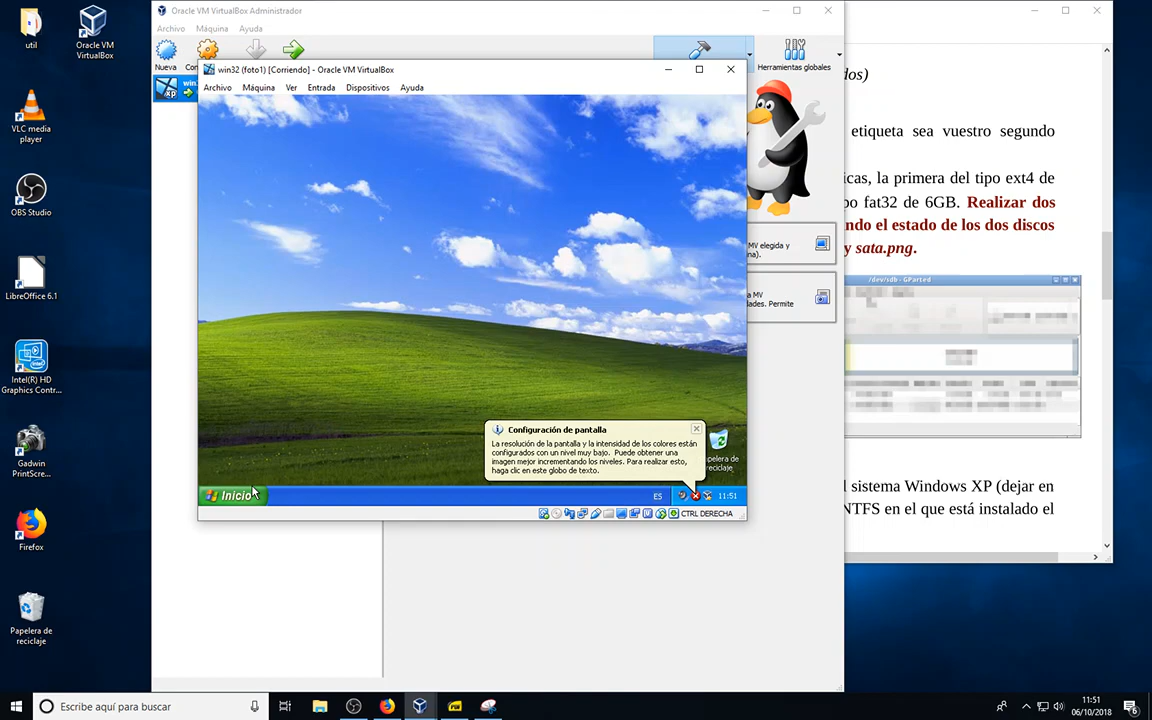 util
Oracle VM
VirtualBox
VLC media
player
OBS Studio
LibreOffice 6.1
Intel(R) HD
Graphics Contr...
Gadwin
PrintScre...
Firefox
Papelera de
reciclaje
Oracle VM VirtualBox Administrador
Archivo Máquina Ayuda
Nueva
Herramientas globales
win32 (foto1) [Corriendo] - Oracle VM VirtualBox
Archivo Máquina Ver Entrada Dispositivos Ayuda
MV elegida y
na).
a MV
dades. Permite
Configuración de pantalla
La resolución de la pantalla y la intensidad de los colores están
configurados con un nivel muy bajo. Puede obtener una
imagen mejor incrementando los niveles. Para realizar esto,
haga clic en este globo de texto.
pelera de
reciclaje
Inicio
ES
11:51
CTRL DERECHA
dos)
etiqueta sea vuestro segundo
icas, la primera del tipo ext4 de
po fat32 de 6GB. Realizar dos
ndo el estado de los dos discos
y sata.png.
/dev/sdb - GParted
l sistema Windows XP (dejar en
NTFS en el que está instalado el
Escribe aquí para buscar
11:51
06/10/2018
6